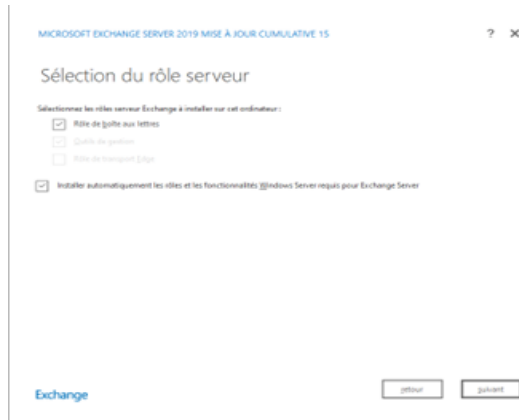 MICROSOFT EXCHANGE SERVER 2019 MISE À JOUR CUMULATIVE 15
? ×
Sélection du rôle serveur
Sélectionnez les rôles serveur Exchange à installer sur cet ordinateur :
Rôle de boîte aux lettres
Outils de gestion
Rôle de transport Edge
Installer automatiquement les rôles et les fonctionnalités Windows Server requis pour Exchange Server
Exchange
retour
suivant